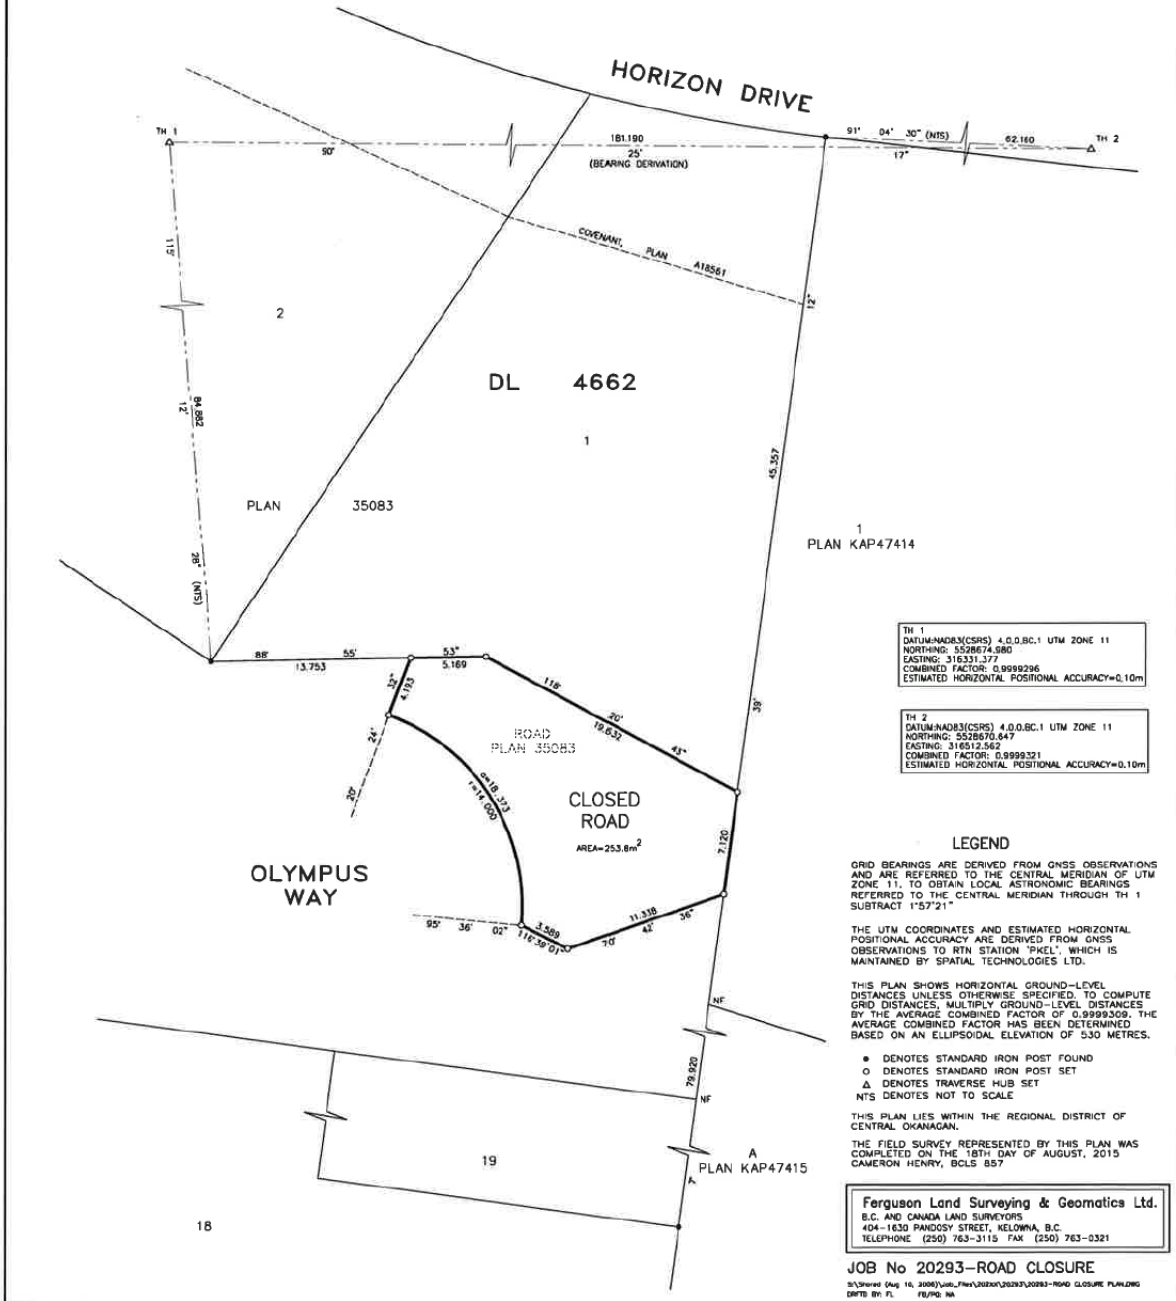 HORIZON DRIVE
TH 1
181.190
91° 04' 30" (NTS)
62.160
TH 2
90°
25'
17"
(BEARING DERIVATION)
115°
COVENANT, PLAN A18561
12"
2
DL 4662
84.882
12'
1
45.357
PLAN 35083
1
PLAN KAP47414
28" (NTS)
TH 1
DATUM:NAD83(CSRS) 4.0.0.BC.1 UTM ZONE 11
NORTHING: 5528674.980
EASTING: 316331.377
COMBINED FACTOR: 0.9999296
ESTIMATED HORIZONTAL POSITIONAL ACCURACY=0.10m
88° 55' 53"
13.753
5.169
32"
4.193
118° 20' 43"
19.632
39'
TH 2
DATUM:NAD83(CSRS) 4.0.0.BC.1 UTM ZONE 11
NORTHING: 5528670.647
EASTING: 316512.562
COMBINED FACTOR: 0.9999321
ESTIMATED HORIZONTAL POSITIONAL ACCURACY=0.10m
ROAD
PLAN 35083
24'
20°
a=18.373
r=14.000
CLOSED
ROAD
AREA=253.8m2
7.120
OLYMPUS
WAY
LEGEND
GRID BEARINGS ARE DERIVED FROM GNSS OBSERVATIONS
AND ARE REFERRED TO THE CENTRAL MERIDIAN OF UTM
ZONE 11. TO OBTAIN LOCAL ASTRONOMIC BEARINGS
REFERRED TO THE CENTRAL MERIDIAN THROUGH TH 1
SUBTRACT 1°57'21"
95° 36' 02"
3.589
116°39'01"
11.338
70° 42' 36"
THE UTM COORDINATES AND ESTIMATED HORIZONTAL
POSITIONAL ACCURACY ARE DERIVED FROM GNSS
OBSERVATIONS TO RTN STATION 'PKEL', WHICH IS
MAINTAINED BY SPATIAL TECHNOLOGIES LTD.
THIS PLAN SHOWS HORIZONTAL GROUND-LEVEL
DISTANCES UNLESS OTHERWISE SPECIFIED. TO COMPUTE
GRID DISTANCES, MULTIPLY GROUND-LEVEL DISTANCES
BY THE AVERAGE COMBINED FACTOR OF 0.9999309. THE
AVERAGE COMBINED FACTOR HAS BEEN DETERMINED
BASED ON AN ELLIPSOIDAL ELEVATION OF 530 METRES.
NF
79.920
NF
DENOTES STANDARD IRON POST FOUND
DENOTES STANDARD IRON POST SET
DENOTES TRAVERSE HUB SET
NTS DENOTES NOT TO SCALE
THIS PLAN LIES WITHIN THE REGIONAL DISTRICT OF
CENTRAL OKANAGAN.
THE FIELD SURVEY REPRESENTED BY THIS PLAN WAS
COMPLETED ON THE 18TH DAY OF AUGUST, 2015
CAMERON HENRY, BCLS 857
19
A
PLAN KAP47415
7°
18
Ferguson Land Surveying & Geomatics Ltd.
B.C. AND CANADA LAND SURVEYORS
404-1630 PANDOSY STREET, KELOWNA, B.C.
TELEPHONE (250) 763-3115 FAX (250) 763-0321
JOB No 20293-ROAD CLOSURE
DRFTD BY: FL FB/PG: NA